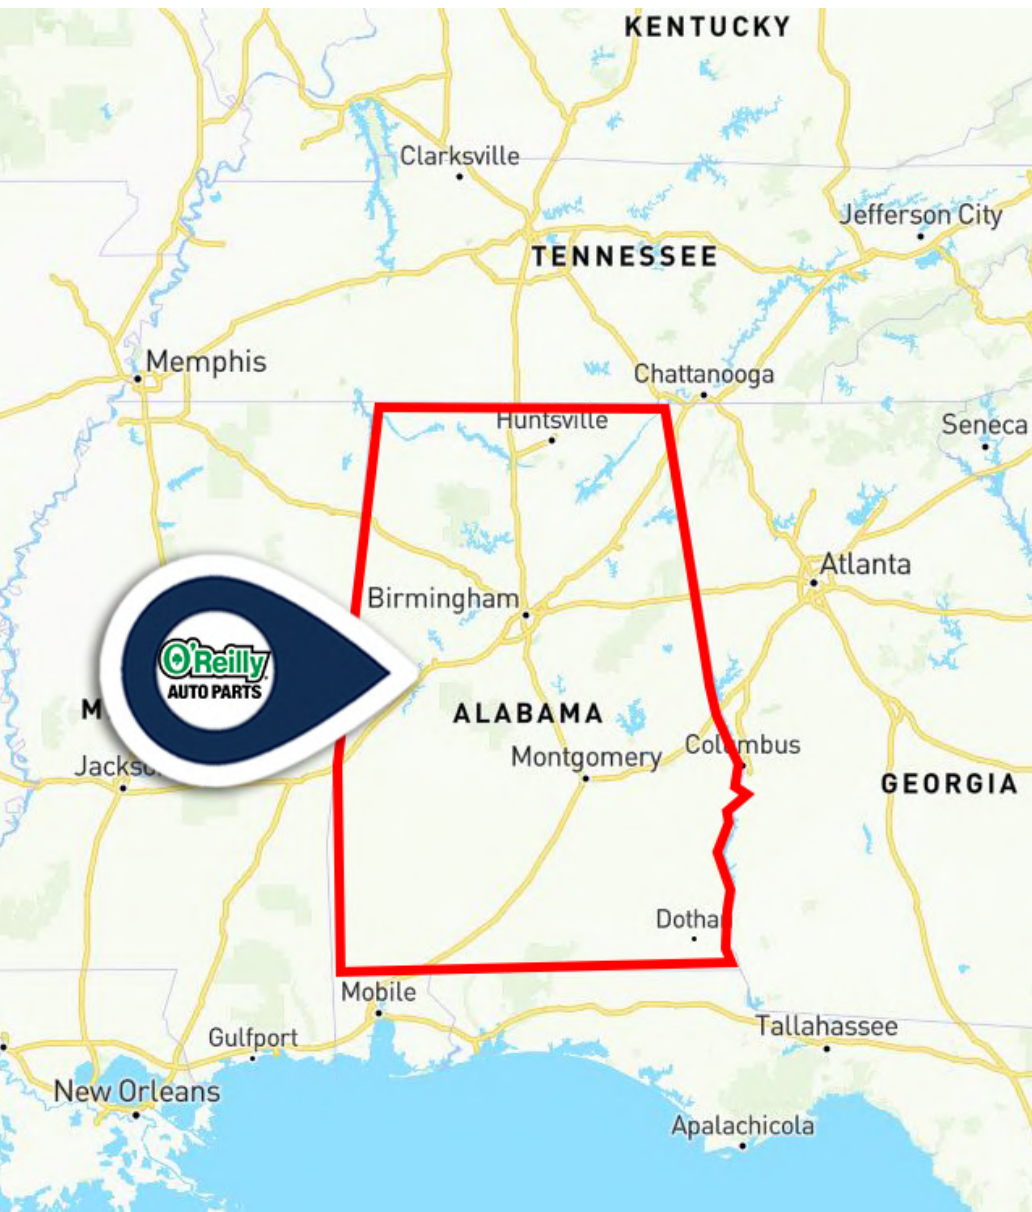 KENTUCKY
Clarksville
Jefferson City
TENNESSEE
Memphis
Chattanooga
Huntsville
Seneca
Atlanta
Birmingham
O'Reilly
AUTO PARTS
M
ALABAMA
Columbus
Montgomery
Jackso
GEORGIA
Dothan
Mobile
Tallahassee
Gulfport
New Orleans
Apalachicola